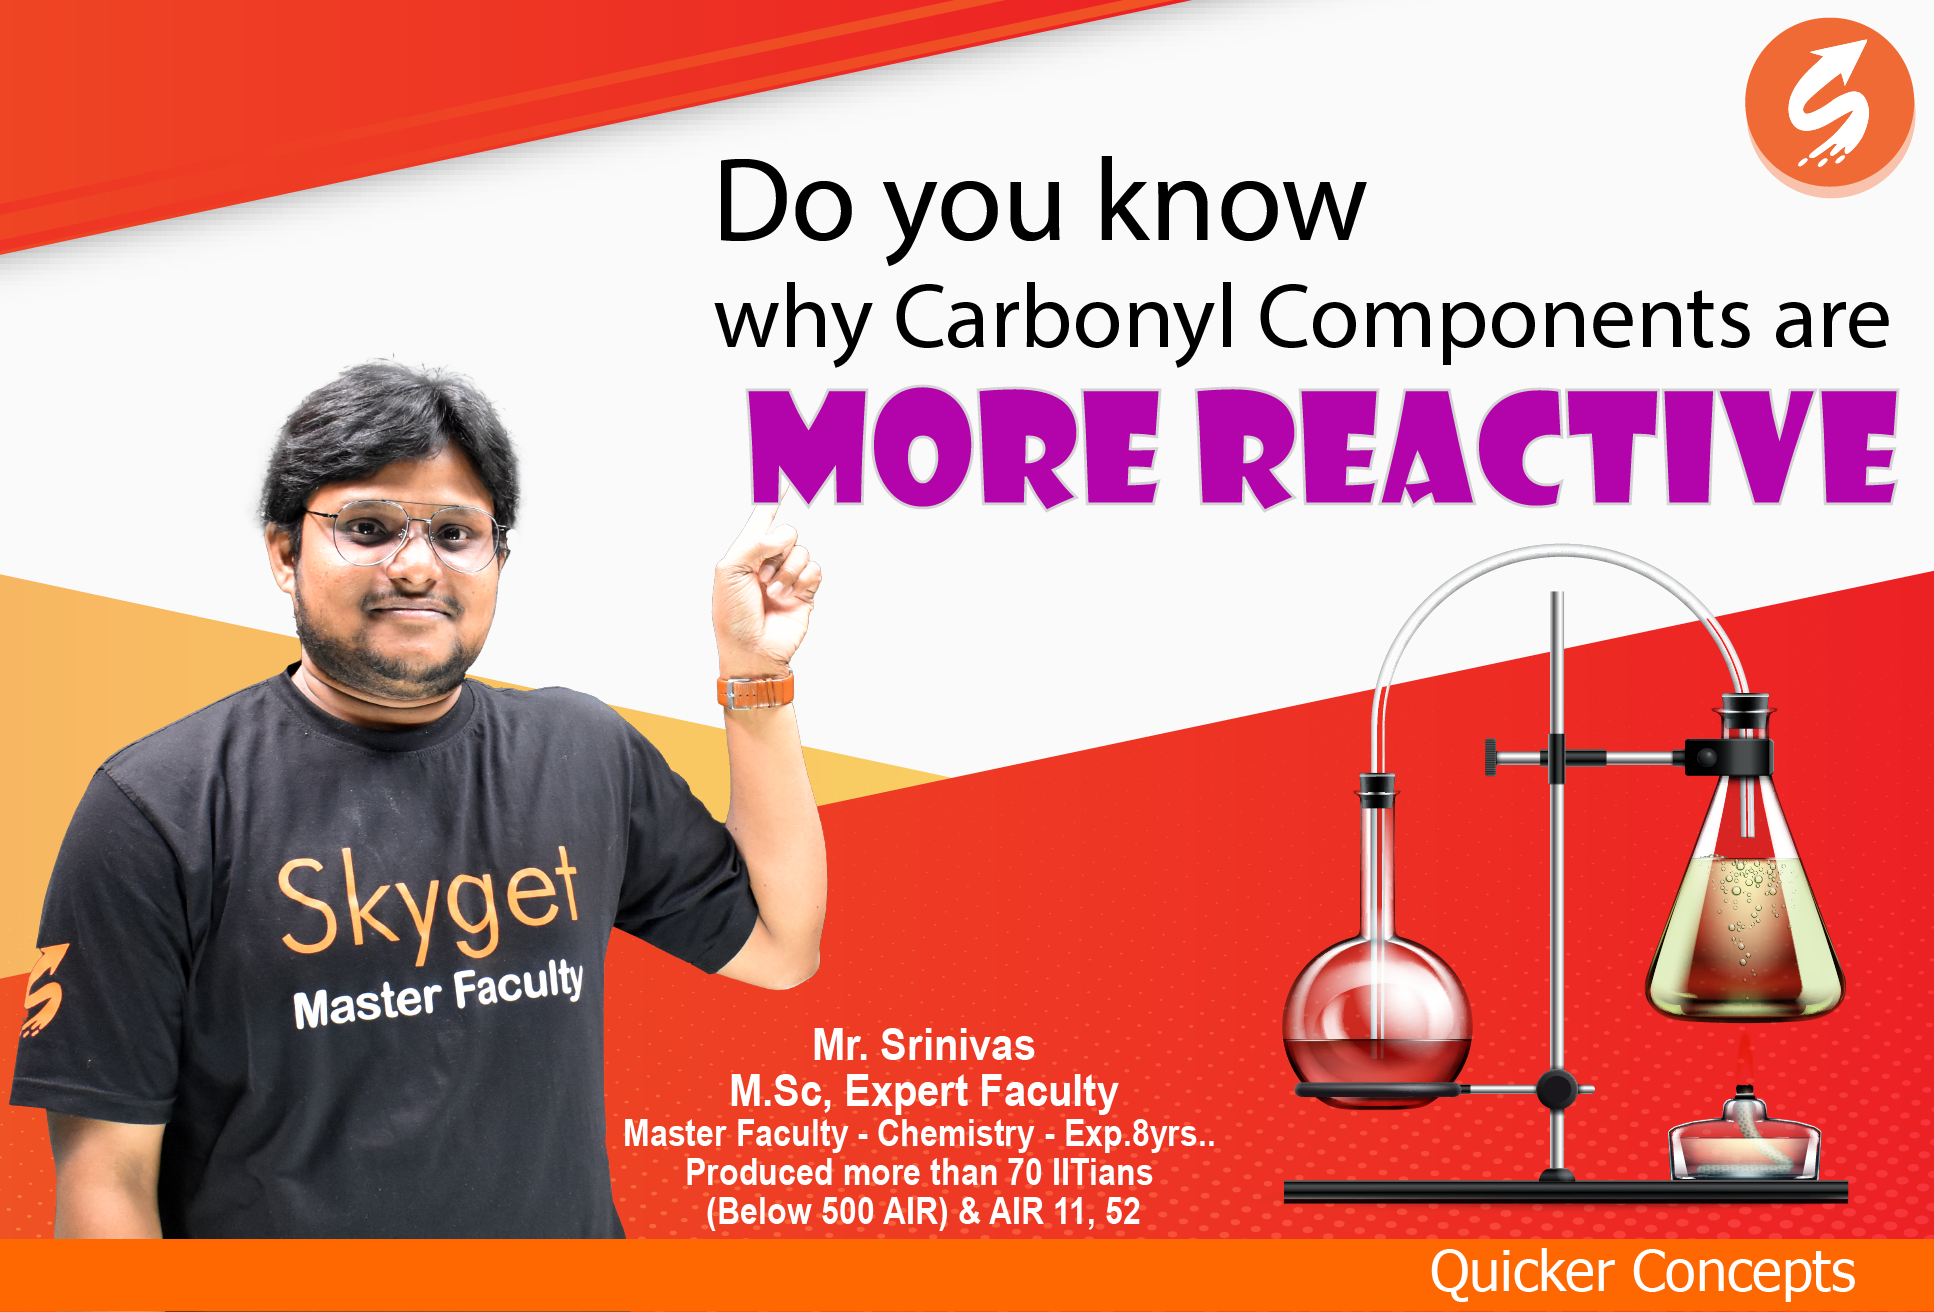 Do you know
why Carbonyl Components are
MORE REACTIVE
Skyget
Master Faculty
Mr. Srinivas
M.Sc, Expert Faculty
Master Faculty - Chemistry - Exp.8yrs..
Produced more than 70 IITians
(Below 500 AIR) & AIR 11, 52
Quicker Concepts